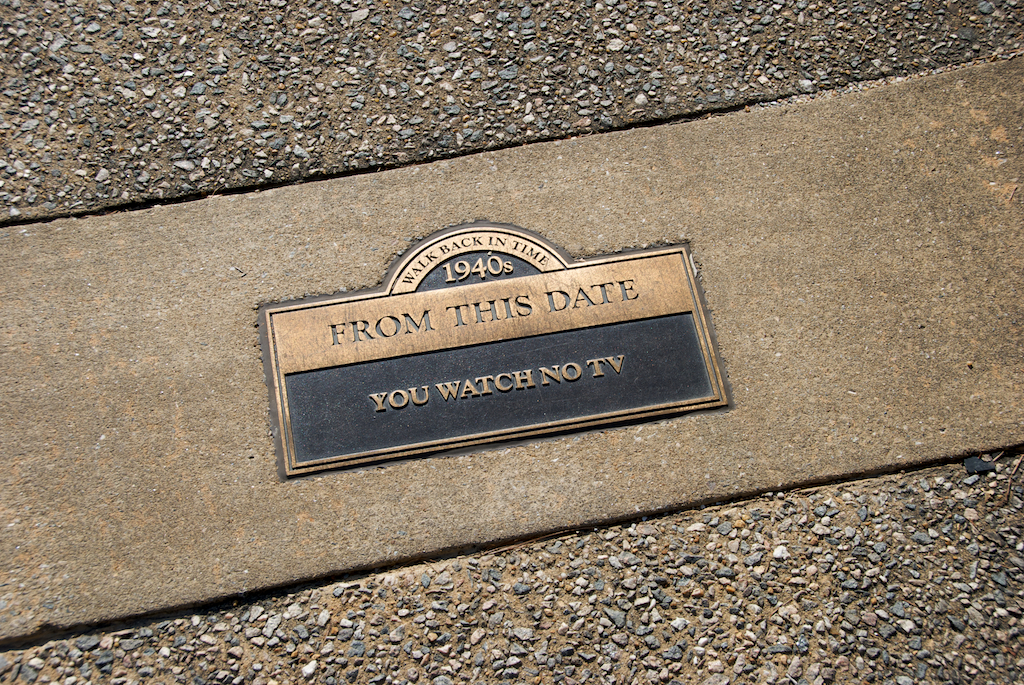 WALK BACK IN TIME
1940s
FROM THIS DATE
YOU WATCH NO TV